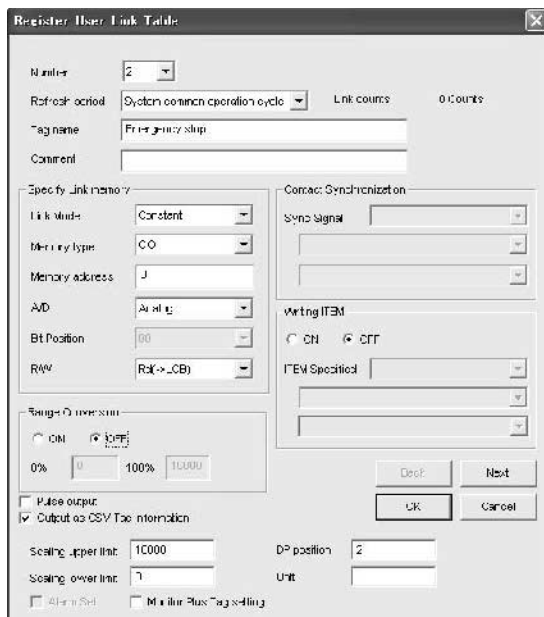 Register User Link Table
Number 2
Refresh period System common operation cycle Link counts 0 Counts
Tag name Emergency stop
Comment
Specify Link memory
Link Mode Constant
Memory type CIO
Memory address 0
A/D Analog
Bit Position 00
R/W Rd(->LCB)
Contact Synchronization
Sync Signal
Writing ITEM
ON OFF
ITEM Specified
Range Conversion
ON OFF
0% 0 100% 10000
Back Next
Pulse output
Output as CSV Tag information
OK Cancel
Scaling upper limit 10000 DP position 2
Scaling lower limit 0 Unit
Alarm Set Monitor Plus Tag setting